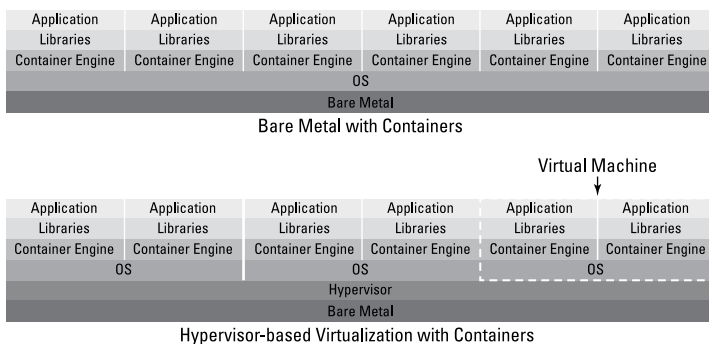 Application Application Application Application Application Application
Libraries Libraries Libraries Libraries Libraries Libraries
Container Engine Container Engine Container Engine Container Engine Container Engine Container Engine
OS
Bare Metal
Bare Metal with Containers
Virtual Machine
Application Application Application Application Application Application
Libraries Libraries Libraries Libraries Libraries Libraries
Container Engine Container Engine Container Engine Container Engine Container Engine Container Engine
OS OS OS
Hypervisor
Bare Metal
Hypervisor-based Virtualization with Containers